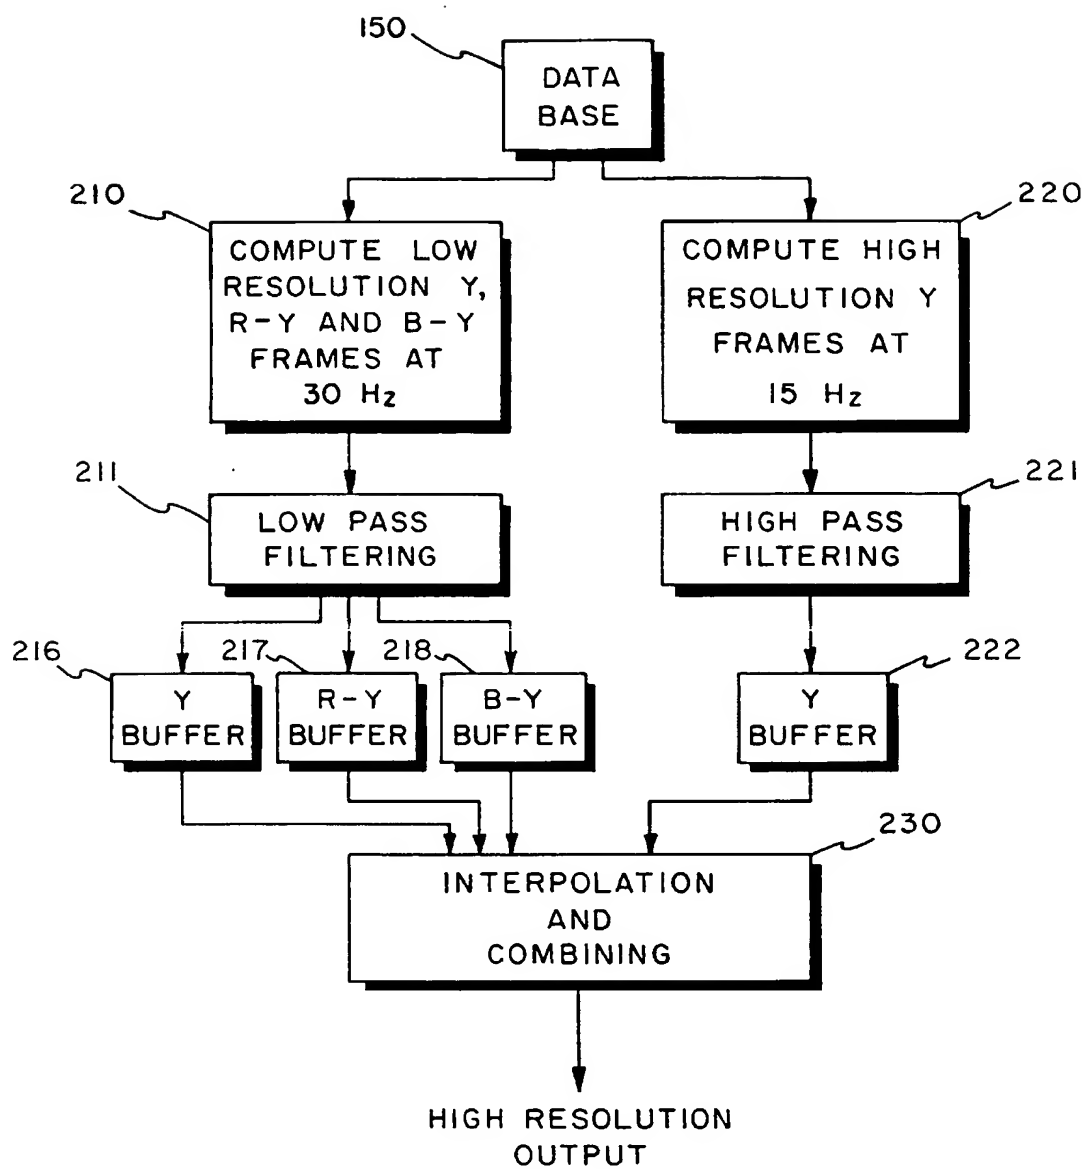 150
DATA
BASE
210
220
COMPUTE LOW
RESOLUTION Y,
R-Y AND B-Y
FRAMES AT
30 Hz
COMPUTE HIGH
RESOLUTION Y
FRAMES AT
15 Hz
211
221
LOW PASS
FILTERING
HIGH PASS
FILTERING
216
217
218
222
Y
BUFFER
R-Y
BUFFER
B-Y
BUFFER
Y
BUFFER
230
INTERPOLATION
AND
COMBINING
HIGH RESOLUTION
OUTPUT